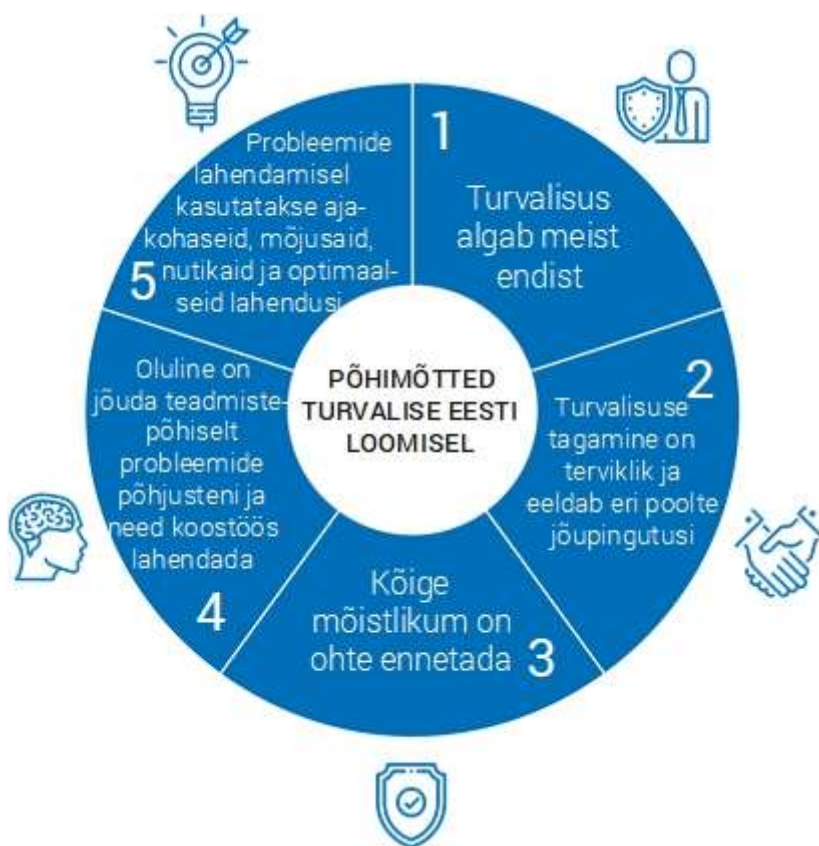 PÕHIMÕTTED
TURVALISE EESTI
LOOMISEL
1
Turvalisus
algab meist
endist
2
Turvalisuse
tagamine on
terviklik ja
eeldab eri poolte
jõupingutusi
Kõige
mõistlikum on
ohte ennetada
3
Oluline on
jõuda teadmiste-
põhiselt
probleemide
põhjusteni ja
need koostöös
lahendada
4
Probleemide
lahendamisel
kasutatakse aja-
kohaseid, mõjusaid,
nutikaid ja optimaal-
seid lahendusi
5